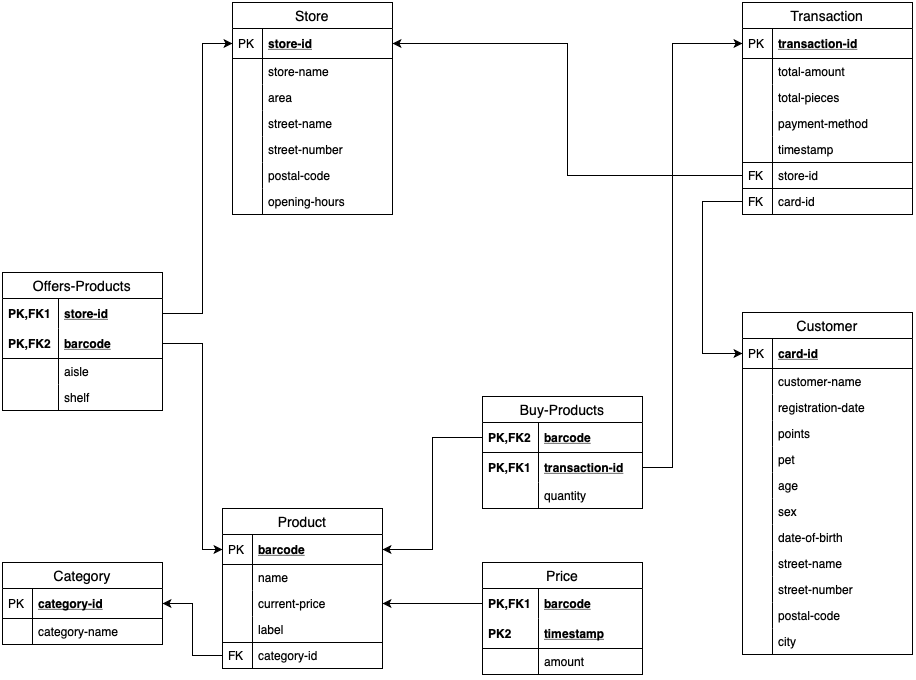 Store
PK store-id
store-name
area
street-name
street-number
postal-code
opening-hours
Transaction
PK transaction-id
total-amount
total-pieces
payment-method
timestamp
FK store-id
FK card-id
Offers-Products
PK,FK1 store-id
PK,FK2 barcode
aisle
shelf
Customer
PK card-id
customer-name
registration-date
points
pet
age
sex
date-of-birth
street-name
street-number
postal-code
city
Buy-Products
PK,FK2 barcode
PK,FK1 transaction-id
quantity
Product
PK barcode
name
current-price
label
FK category-id
Category
PK category-id
category-name
Price
PK,FK1 barcode
PK2 timestamp
amount